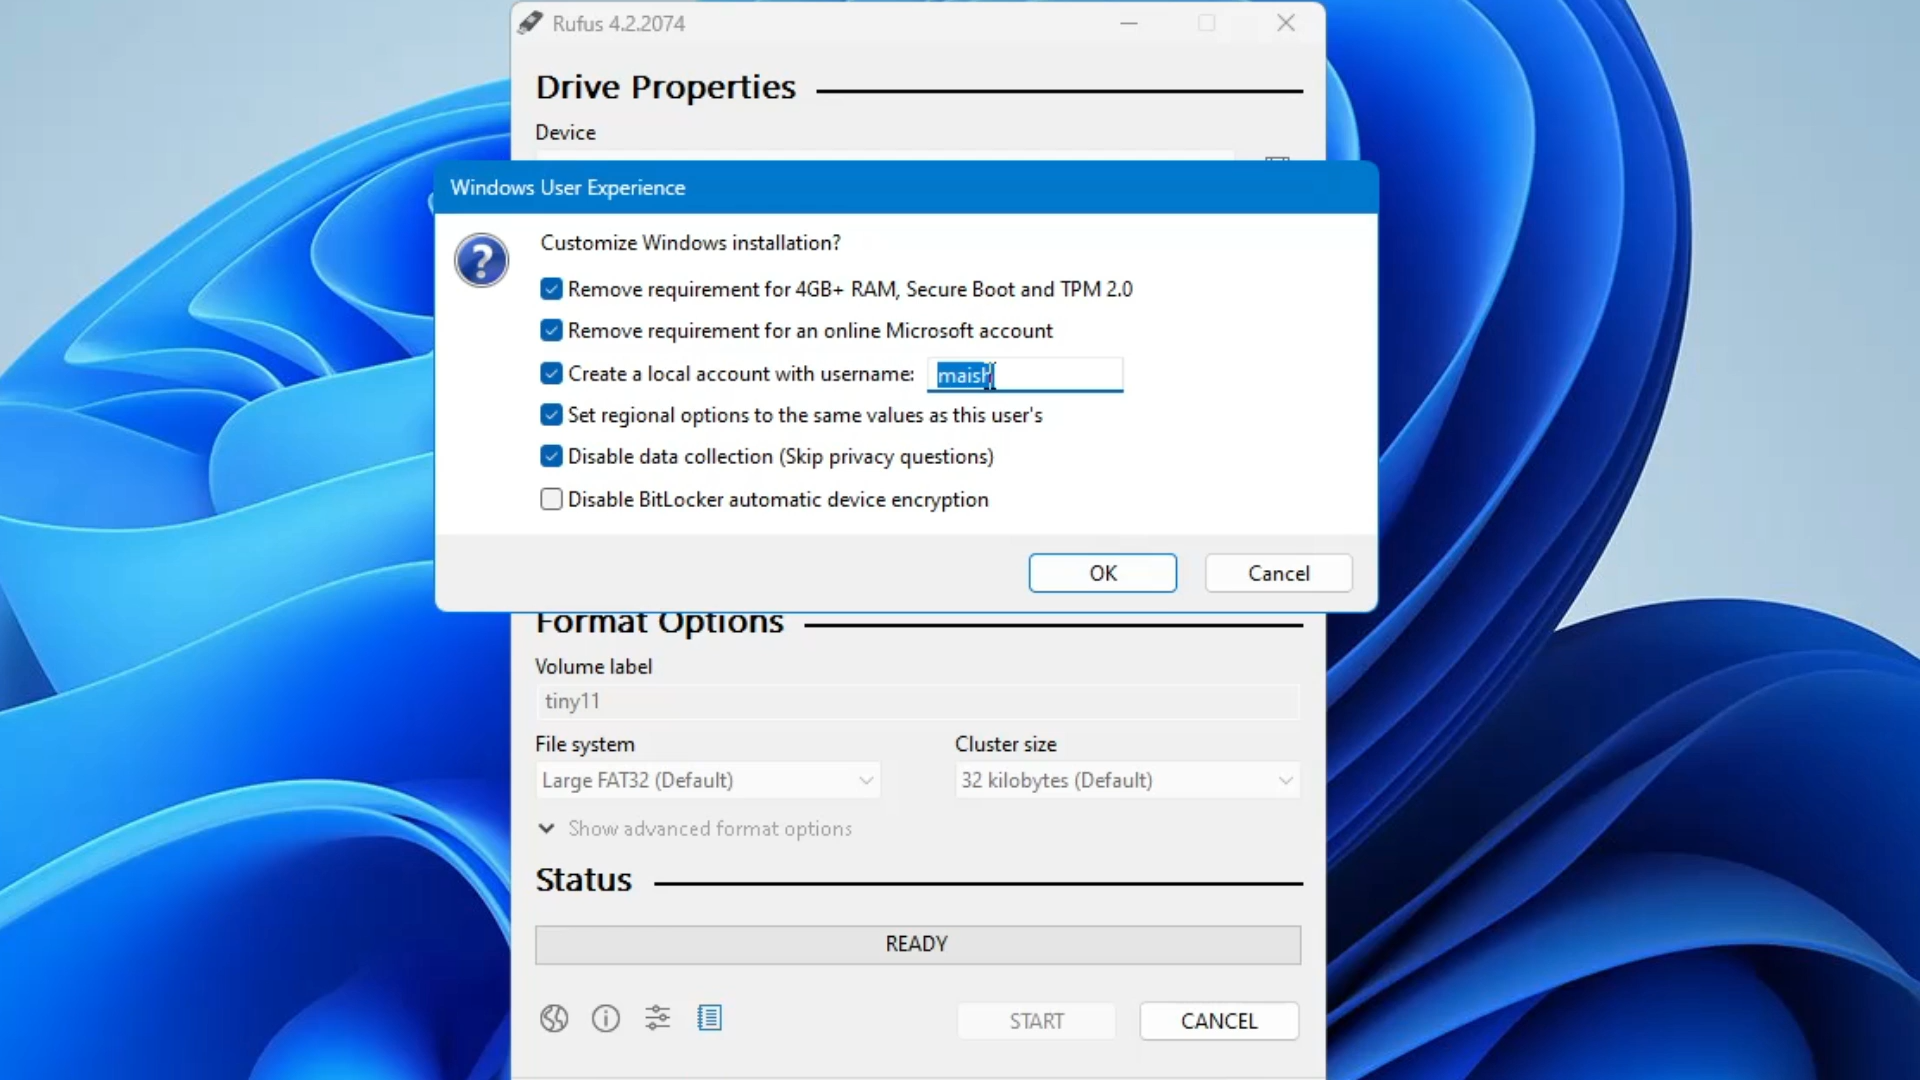 Rufus 4.2.2074
Drive Properties
Device
Windows User Experience
Customize Windows installation?
Remove requirement for 4GB+ RAM, Secure Boot and TPM 2.0
Remove requirement for an online Microsoft account
Create a local account with username: maish
Set regional options to the same values as this user's
Disable data collection (Skip privacy questions)
Disable BitLocker automatic device encryption
OK Cancel
Format Options
Volume label
tiny11
File system Cluster size
Large FAT32 (Default) 32 kilobytes (Default)
Show advanced format options
Status
READY
START CANCEL